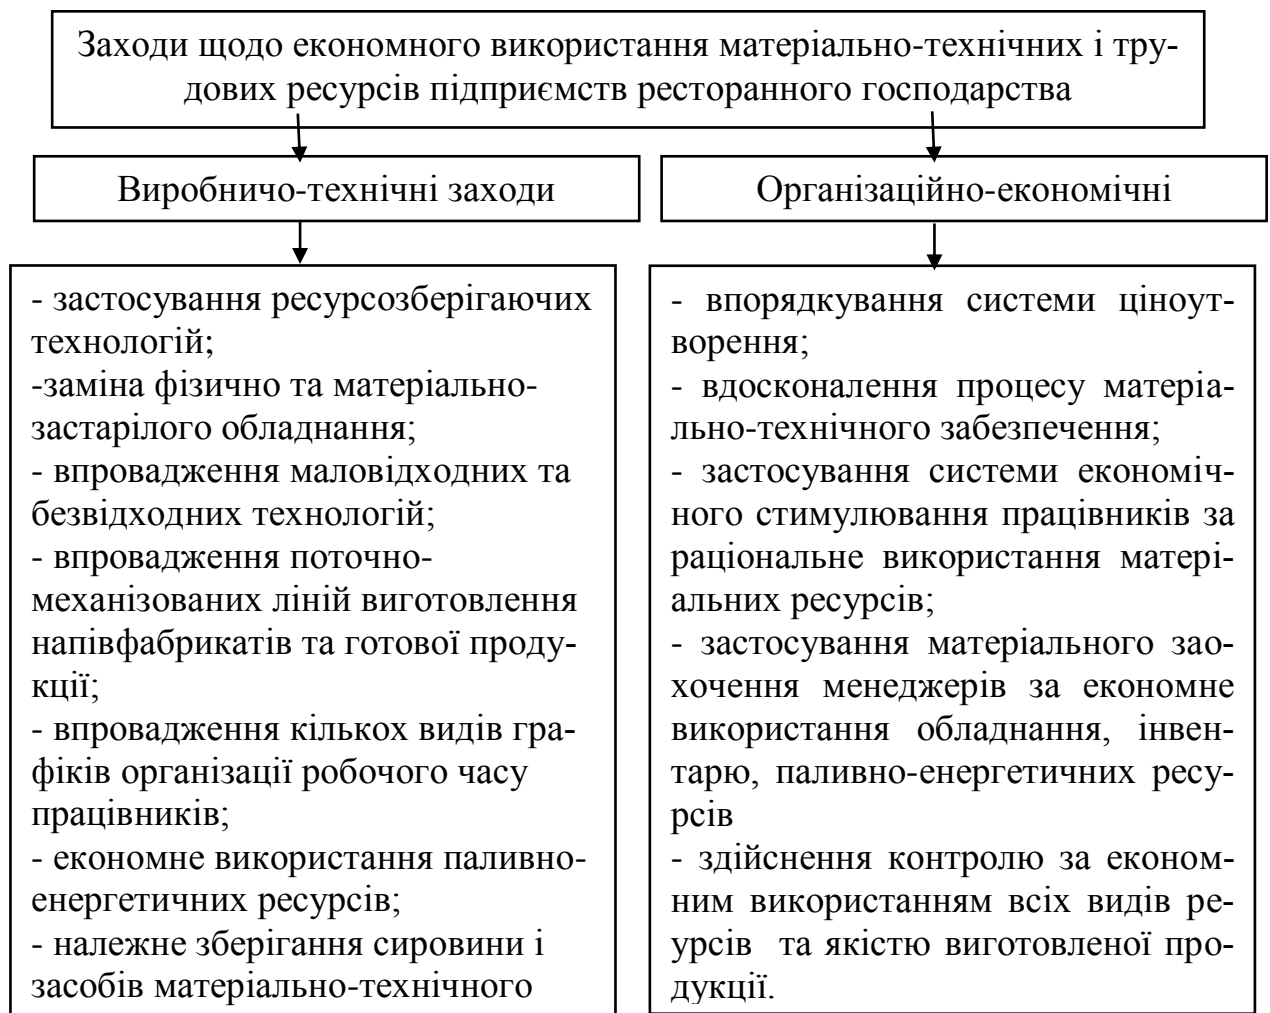 Заходи щодо економного використання матеріально-технічних і тру-
дових ресурсів підприємств ресторанного господарства
Виробничо-технічні заходи
Організаційно-економічні
- застосування ресурсозберігаючих
технологій;
-заміна фізично та матеріально-
застарілого обладнання;
- впровадження маловідходних та
безвідходних технологій;
- впровадження поточно-
механізованих ліній виготовлення
напівфабрикатів та готової проду-
кції;
- впровадження кількох видів гра-
фіків організації робочого часу
працівників;
- економне використання паливно-
енергетичних ресурсів;
- належне зберігання сировини і
засобів матеріально-технічного
- впорядкування системи ціноут-
ворення;
- вдосконалення процесу матеріа-
льно-технічного забезпечення;
- застосування системи економіч-
ного стимулювання працівників за
раціональне використання матері-
альних ресурсів;
- застосування матеріального зао-
хочення менеджерів за економне
використання обладнання, інвен-
тарю, паливно-енергетичних ресу-
рсів
- здійснення контролю за економ-
ним використанням всіх видів ре-
урсів та якістю виготовленої про-
дукції.